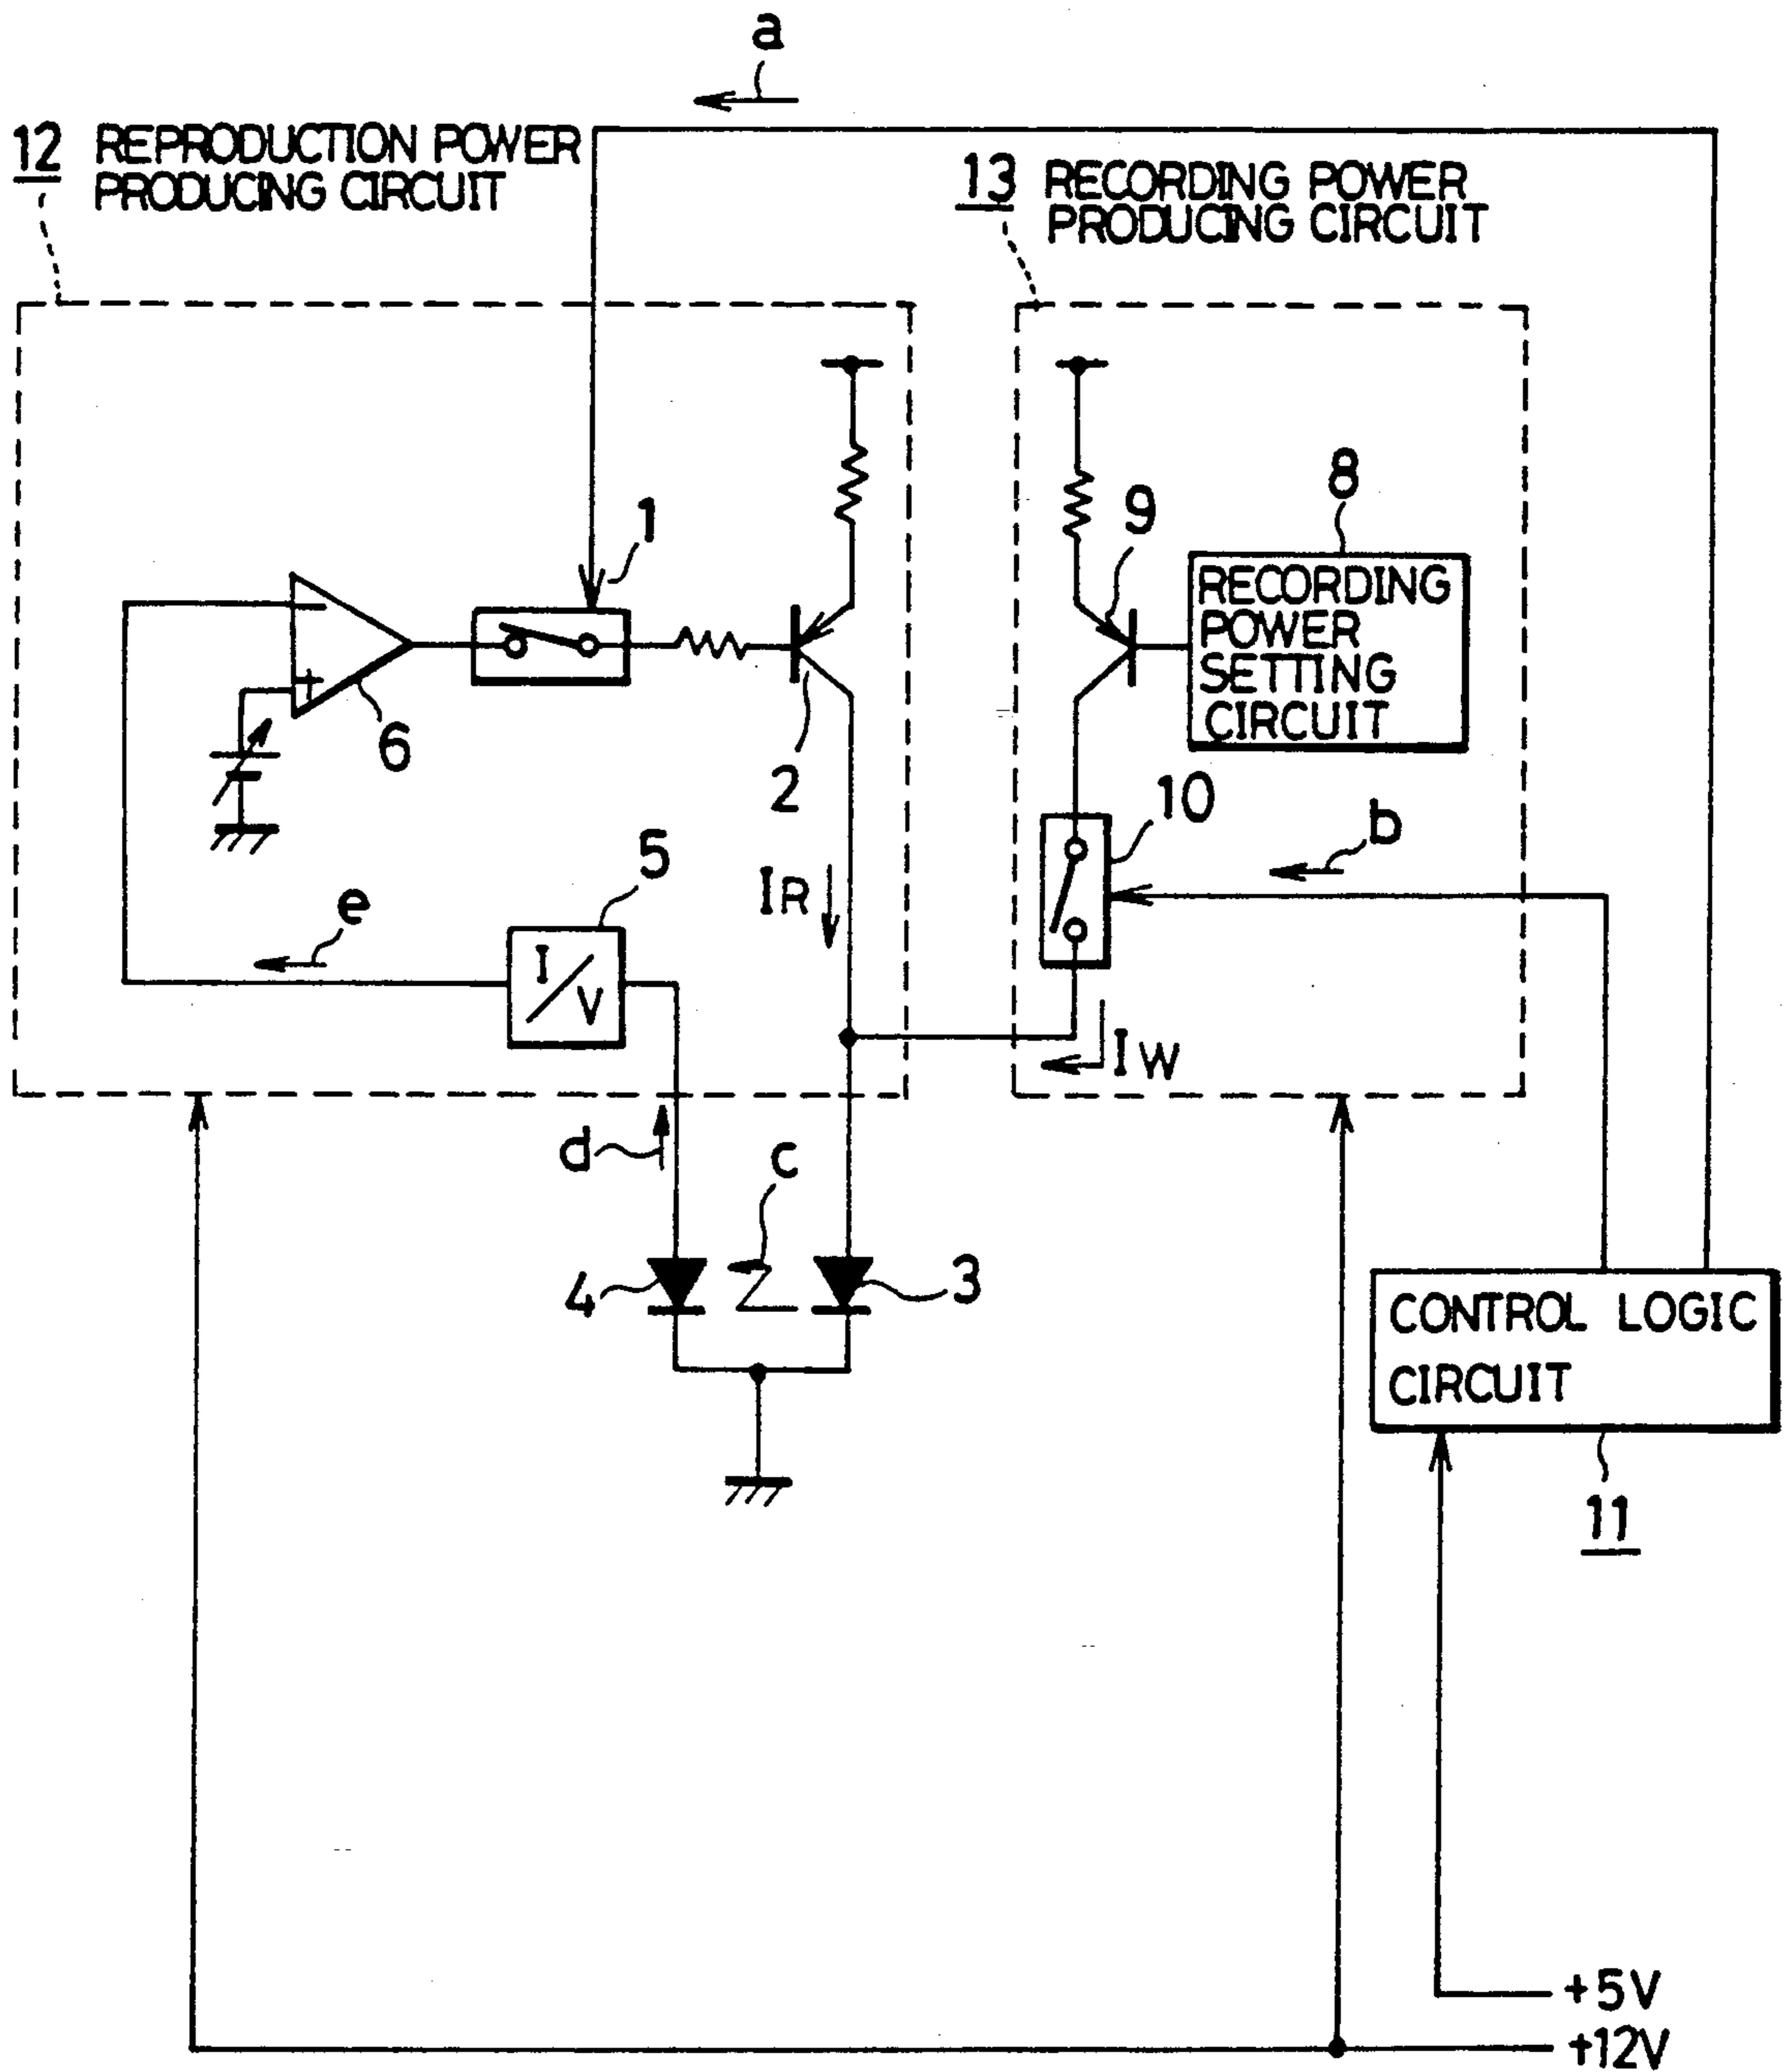 a
12 REPRODUCTION POWER
PRODUCING CIRCUIT
13 RECORDING POWER
PRODUCING CIRCUIT
1
9
8
RECORDING
POWER
SETTING
CIRCUIT
−
+
6
2
10
b
5
IR
e
I/V
IW
d
c
4
3
CONTROL LOGIC
CIRCUIT
11
+5V
+12V